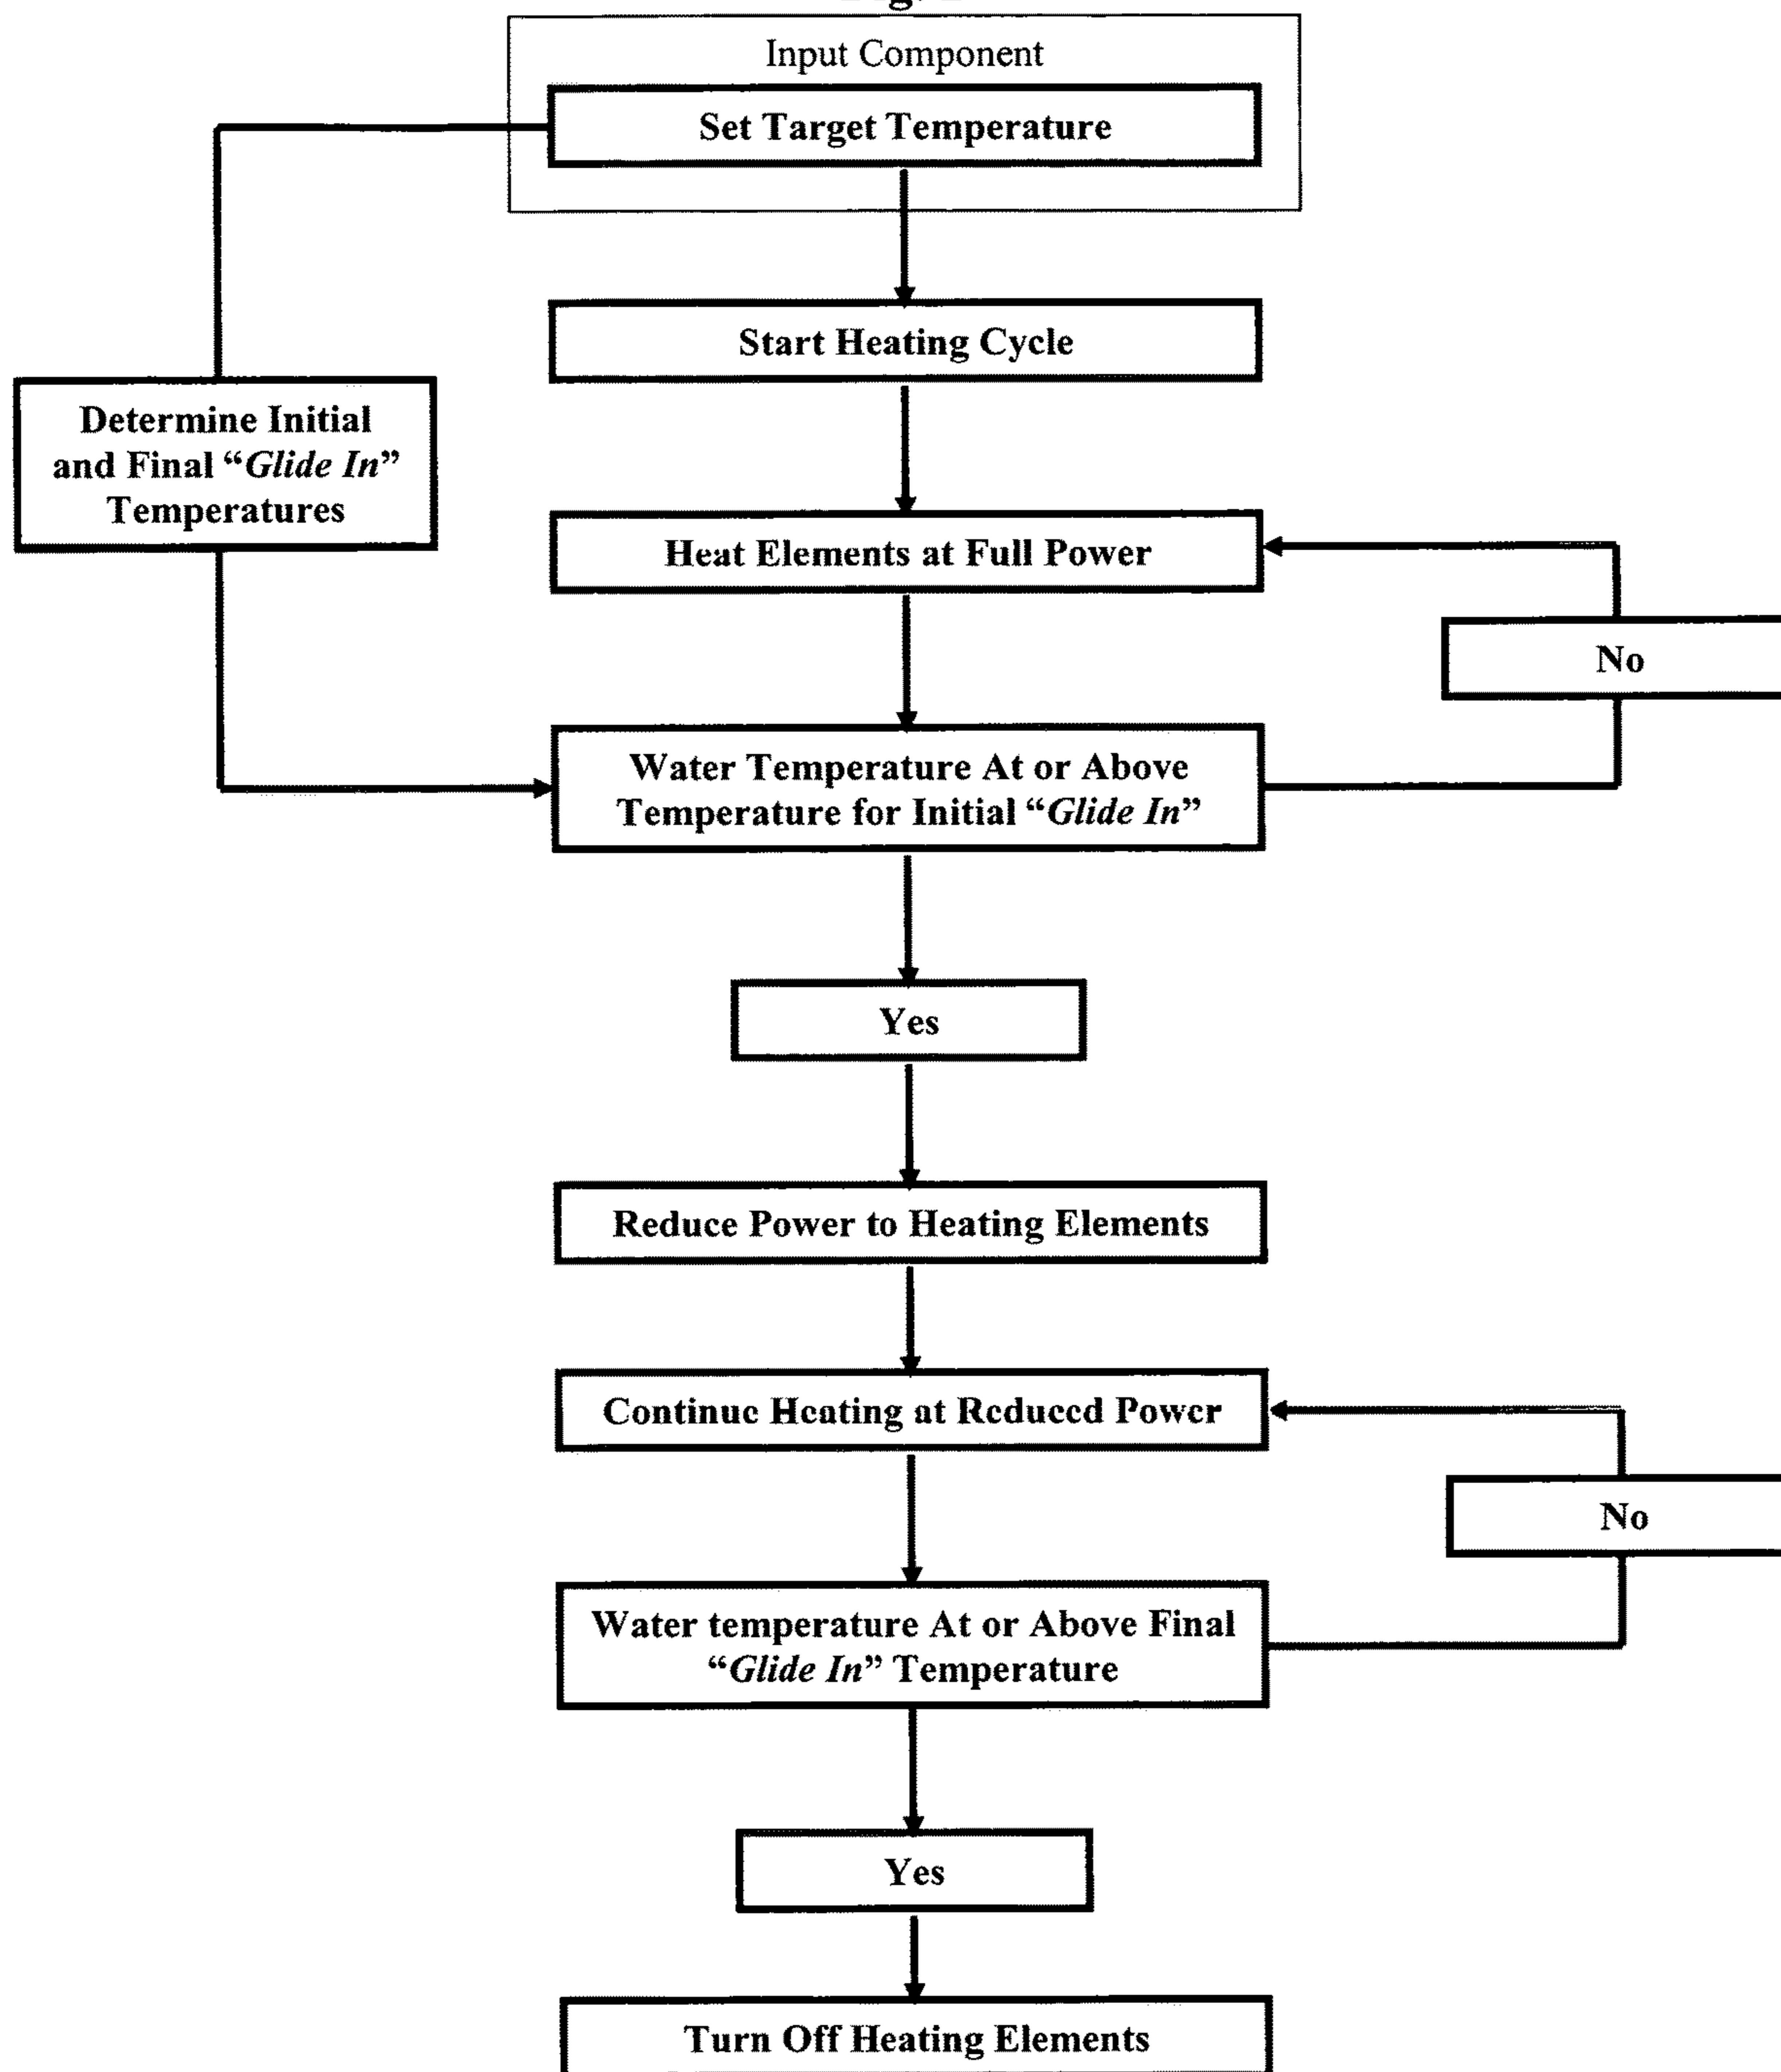 Input Component
Set Target Temperature
Start Heating Cycle
Determine Initial
and Final “Glide In”
Temperatures
Heat Elements at Full Power
No
Water Temperature At or Above
Temperature for Initial “Glide In”
Yes
Reduce Power to Heating Elements
Continue Heating at Reduced Power
No
Water temperature At or Above Final
“Glide In” Temperature
Yes
Turn Off Heating Elements